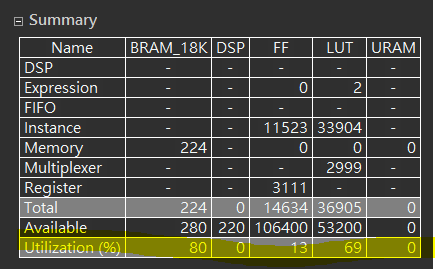 Summary
Name BRAM_18K DSP FF LUT URAM
DSP - - - - -
Expression - - 0 2 -
FIFO - - - - -
Instance - - 11523 33904 -
Memory 224 - 0 0 0
Multiplexer - - - 2999 -
Register - - 3111 - -
Total 224 0 14634 36905 0
Available 280 220 106400 53200 0
Utilization (%) 80 0 13 69 0